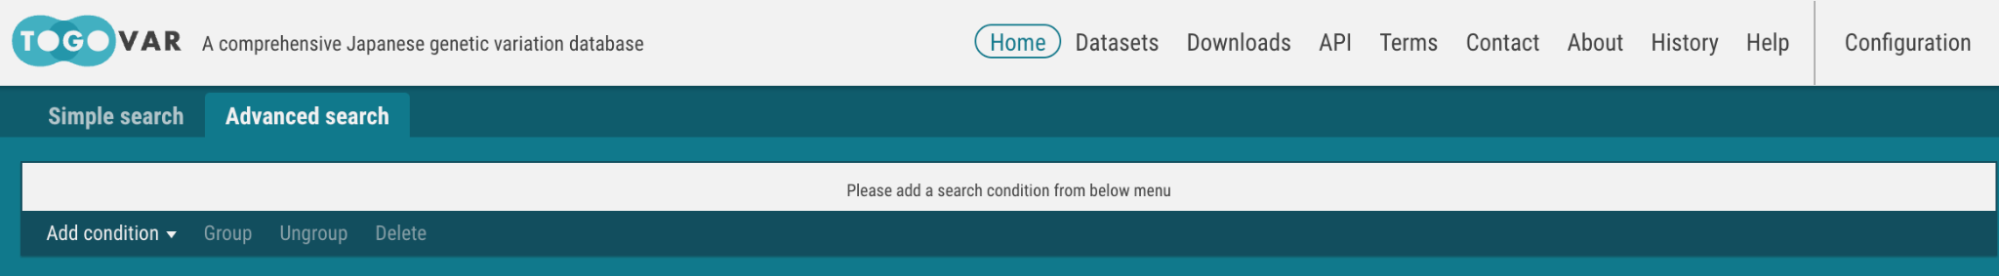 TOGOVAR A comprehensive Japanese genetic variation database Home Datasets Downloads API Terms Contact About History Help Configuration
Simple search Advanced search
Please add a search condition from below menu
Add condition Group Ungroup Delete